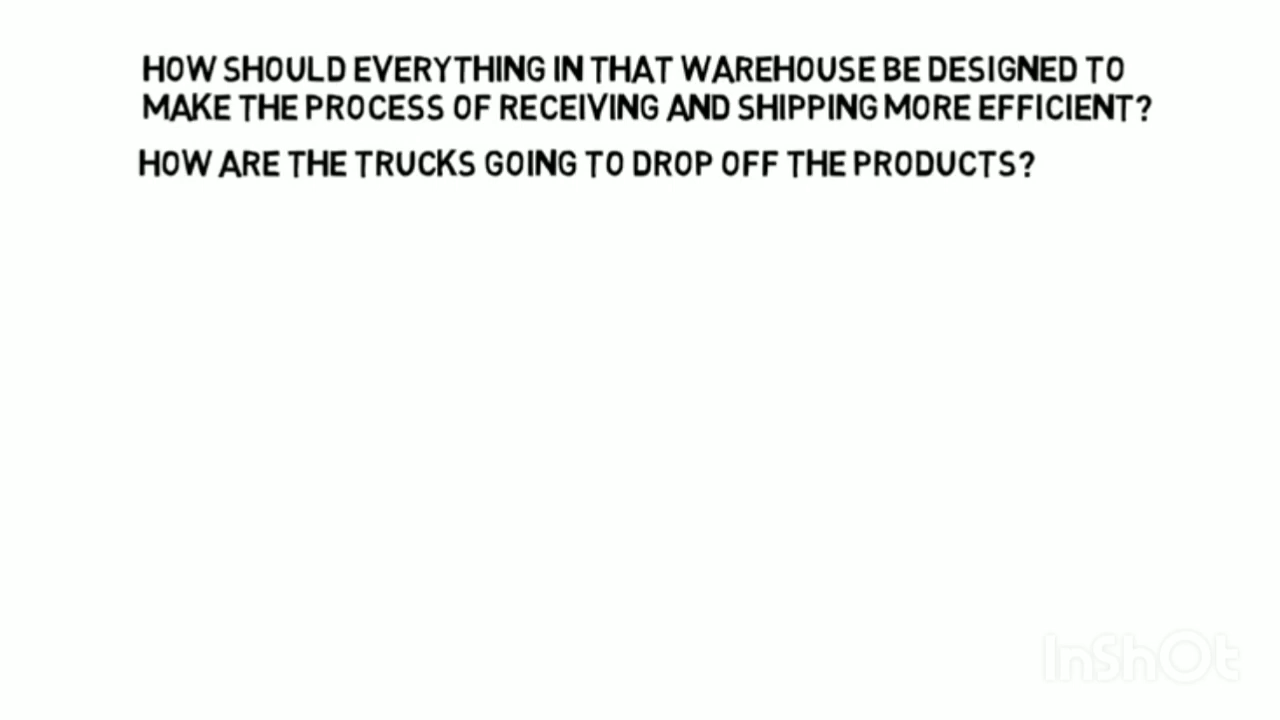 HOW SHOULD EVERYTHING IN THAT WAREHOUSE BE DESIGNED TO
MAKE THE PROCESS OF RECEIVING AND SHIPPING MORE EFFICIENT?
HOW ARE THE TRUCKS GOING TO DROP OFF THE PRODUCTS?
InShOt